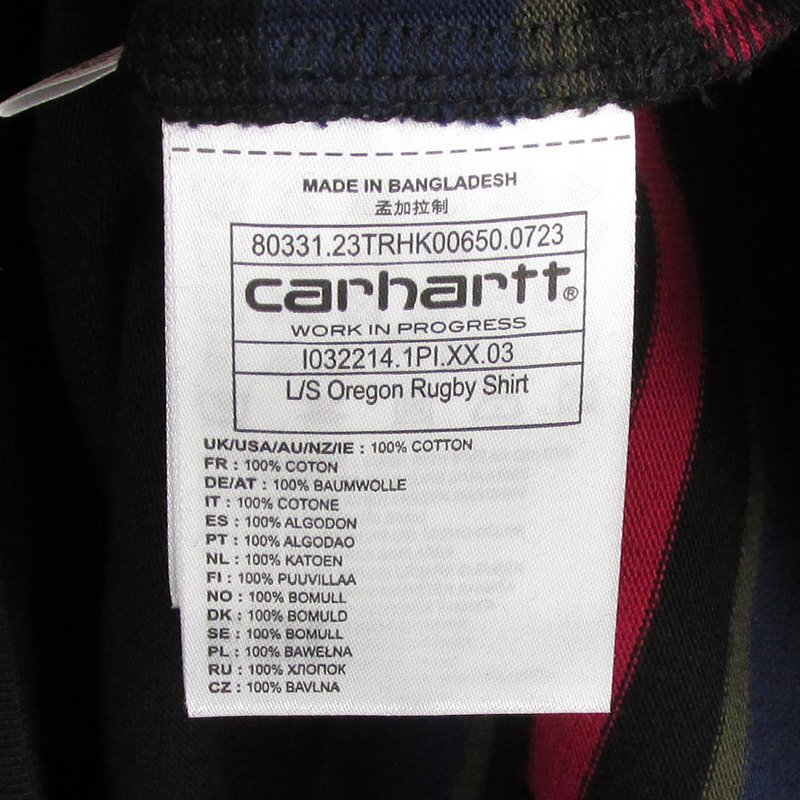 MADE IN BANGLADESH
孟加拉制
80331.23TRHK00650.0723
carhartt®
WORK IN PROGRESS
I032214.1PI.XX.03
L/S Oregon Rugby Shirt
UK/USA/AU/NZ/IE : 100% COTTON
FR : 100% COTON
DE/AT : 100% BAUMWOLLE
IT : 100% COTONE
ES : 100% ALGODON
PT : 100% ALGODAO
NL : 100% KATOEN
FI : 100% PUUVILLAA
NO : 100% BOMULL
DK : 100% BOMULD
SE : 100% BOMULL
PL : 100% BAWEŁNA
RU : 100% ХЛОПОК
CZ : 100% BAVLNA